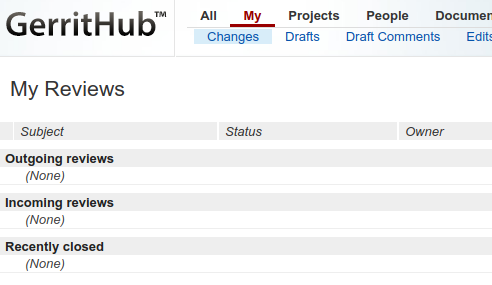 GerritHub™ All My Projects People Documen
Changes Drafts Draft Comments Edits
My Reviews
Subject Status Owner
Outgoing reviews
(None)
Incoming reviews
(None)
Recently closed
(None)